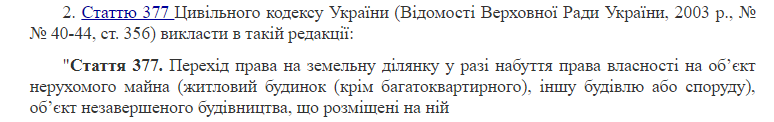 2. Статтю 377 Цивільного кодексу України (Відомості Верховної Ради України, 2003 р., №
№ 40-44, ст. 356) викласти в такій редакції:
"Стаття 377. Перехід права на земельну ділянку у разі набуття права власності на об’єкт
нерухомого майна (житловий будинок (крім багатоквартирного), іншу будівлю або споруду),
об’єкт незавершеного будівництва, що розміщені на ній